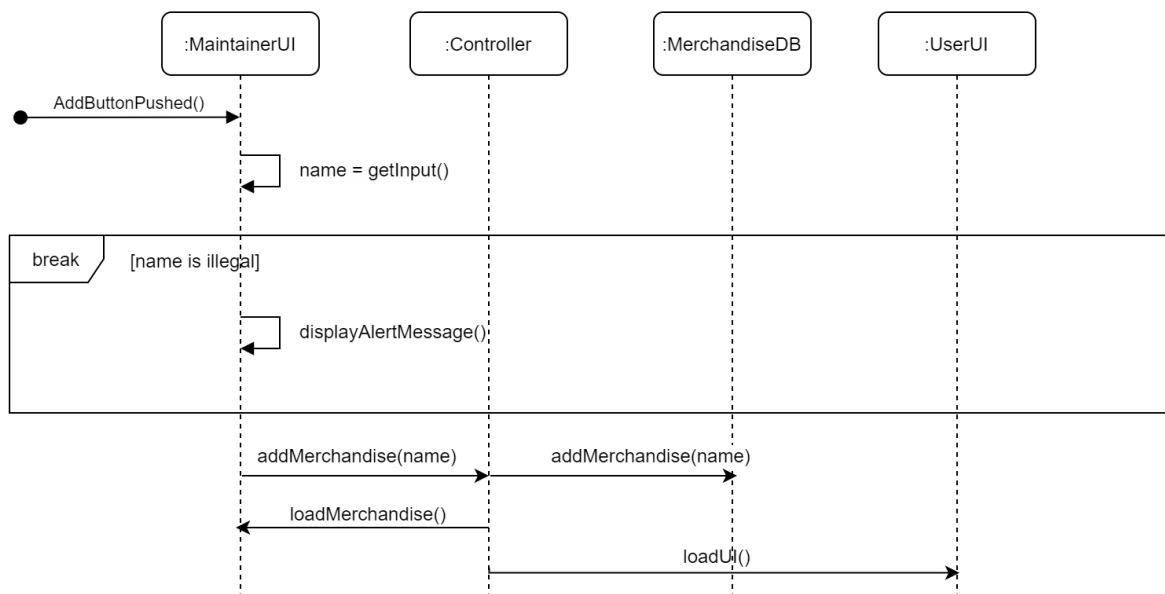 :MaintainerUI
:Controller
:MerchandiseDB
:UserUI
AddButtonPushed()
name = getInput()
break
[name is illegal]
displayAlertMessage()
addMerchandise(name)
addMerchandise(name)
loadMerchandise()
loadUI()